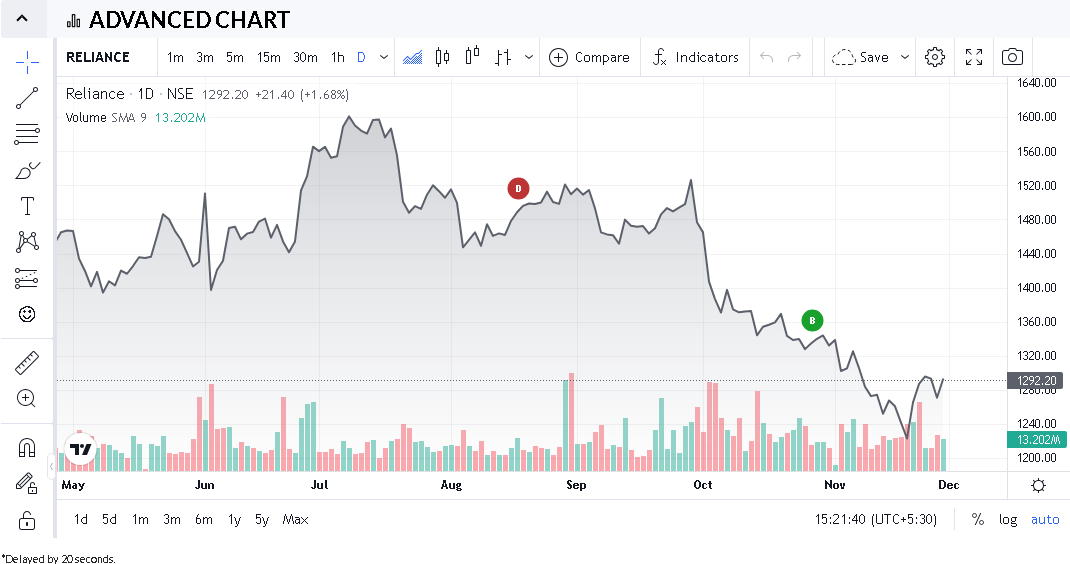 ADVANCED CHART
RELIANCE 1m 3m 5m 15m 30m 1h D Compare Indicators Save
Reliance · 1D · NSE 1292.20 +21.40 (+1.68%)
Volume SMA 9 13.202M
T
D
B
1640.00
1600.00
1560.00
1520.00
1480.00
1440.00
1400.00
1360.00
1320.00
1292.20
1280.00
1240.00
13.202M
1200.00
May Jun Jul Aug Sep Oct Nov Dec
1d 5d 1m 3m 6m 1y 5y Max 15:21:40 (UTC+5:30) % log auto
*Delayed by 20 seconds.